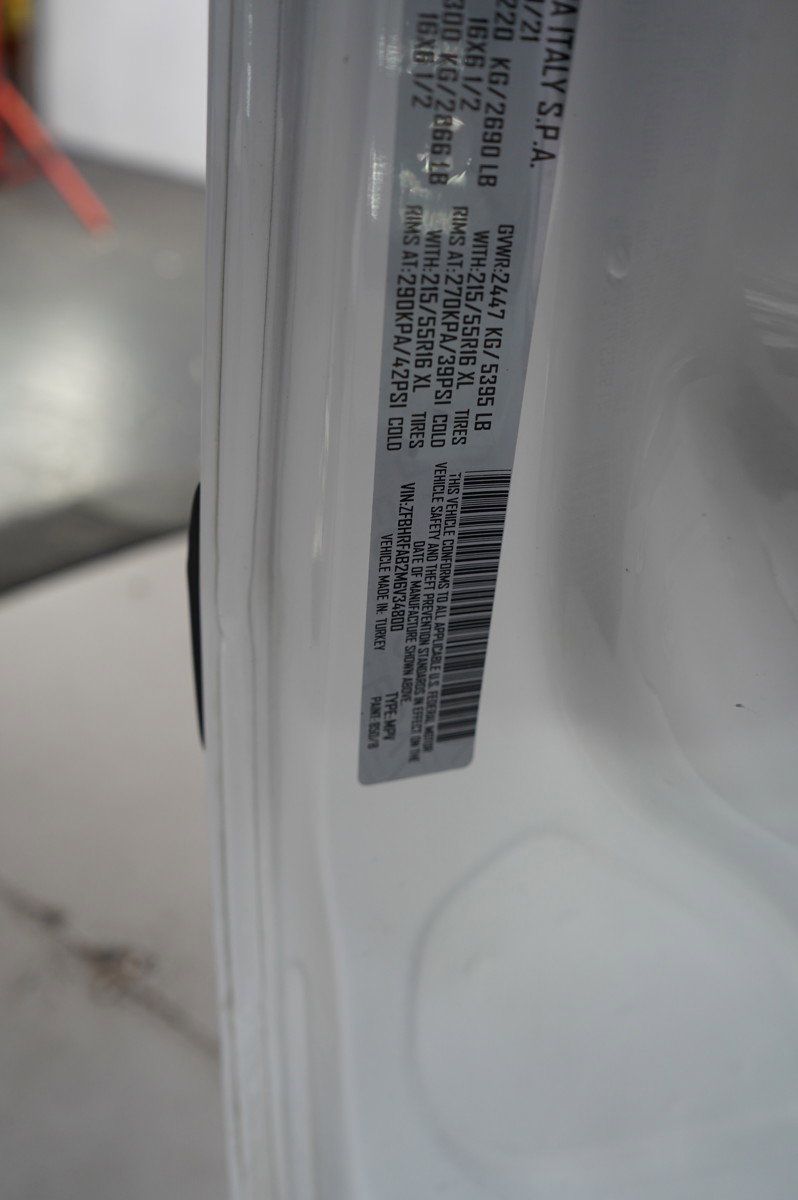 A ITALY S.P.A.
/21
220 KG/2690 LB GVWR:2447 KG/5395 LB
16X6 1/2 WITH:215/55R16 XL TIRES
RIMS AT:270KPA/39PSI COLD
300 KG/2866 LB WITH:215/55R16 XL TIRES
16X6 1/2 RIMS AT:290KPA/42PSI COLD
THIS VEHICLE CONFORMS TO ALL APPLICABLE U.S. FEDERAL MOTOR
VEHICLE SAFETY AND THEFT PREVENTION STANDARDS IN EFFECT ON THE
DATE OF MANUFACTURE SHOWN ABOVE.
VIN:ZFBHRFAB2M6V34800 TYPE:MPV
VEHICLE MADE IN: TURKEY PAINT: